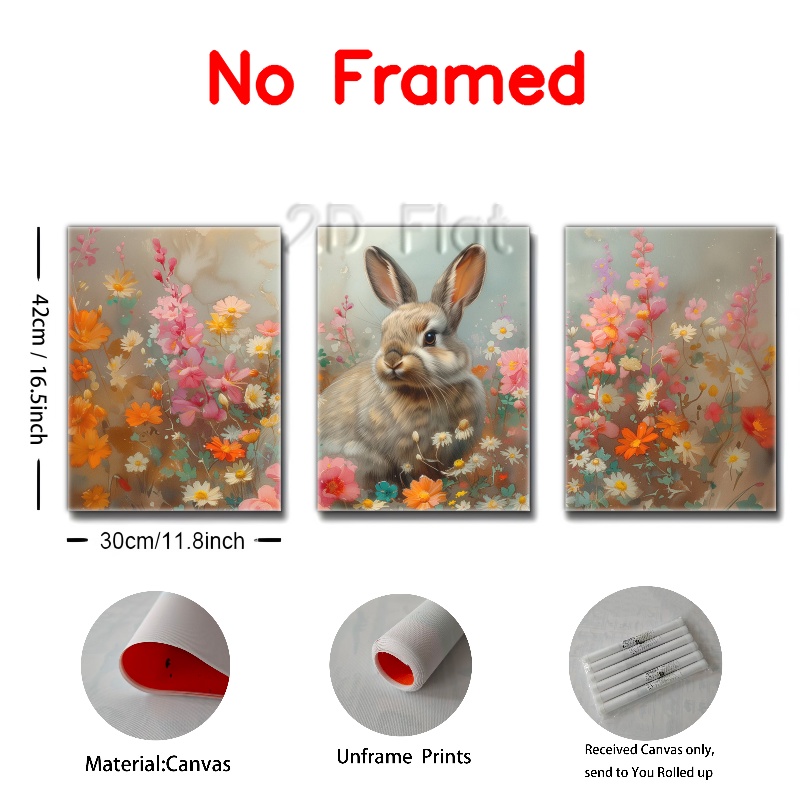 No Framed
2D Flat
42cm / 16.5inch
30cm/11.8inch
Material:Canvas
Unframe Prints
Received Canvas only,
send to You Rolled up